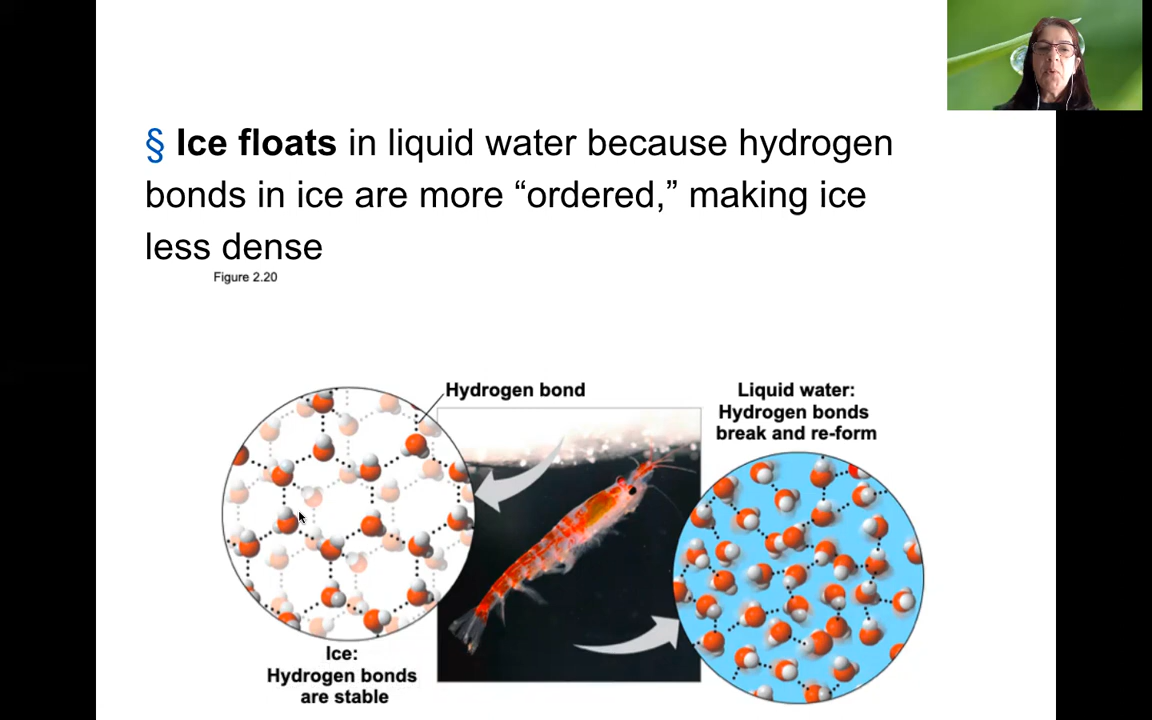 § Ice floats in liquid water because hydrogen
bonds in ice are more “ordered,” making ice
less dense
Figure 2.20
Hydrogen bond
Liquid water:
Hydrogen bonds
break and re-form
Ice:
Hydrogen bonds
are stable